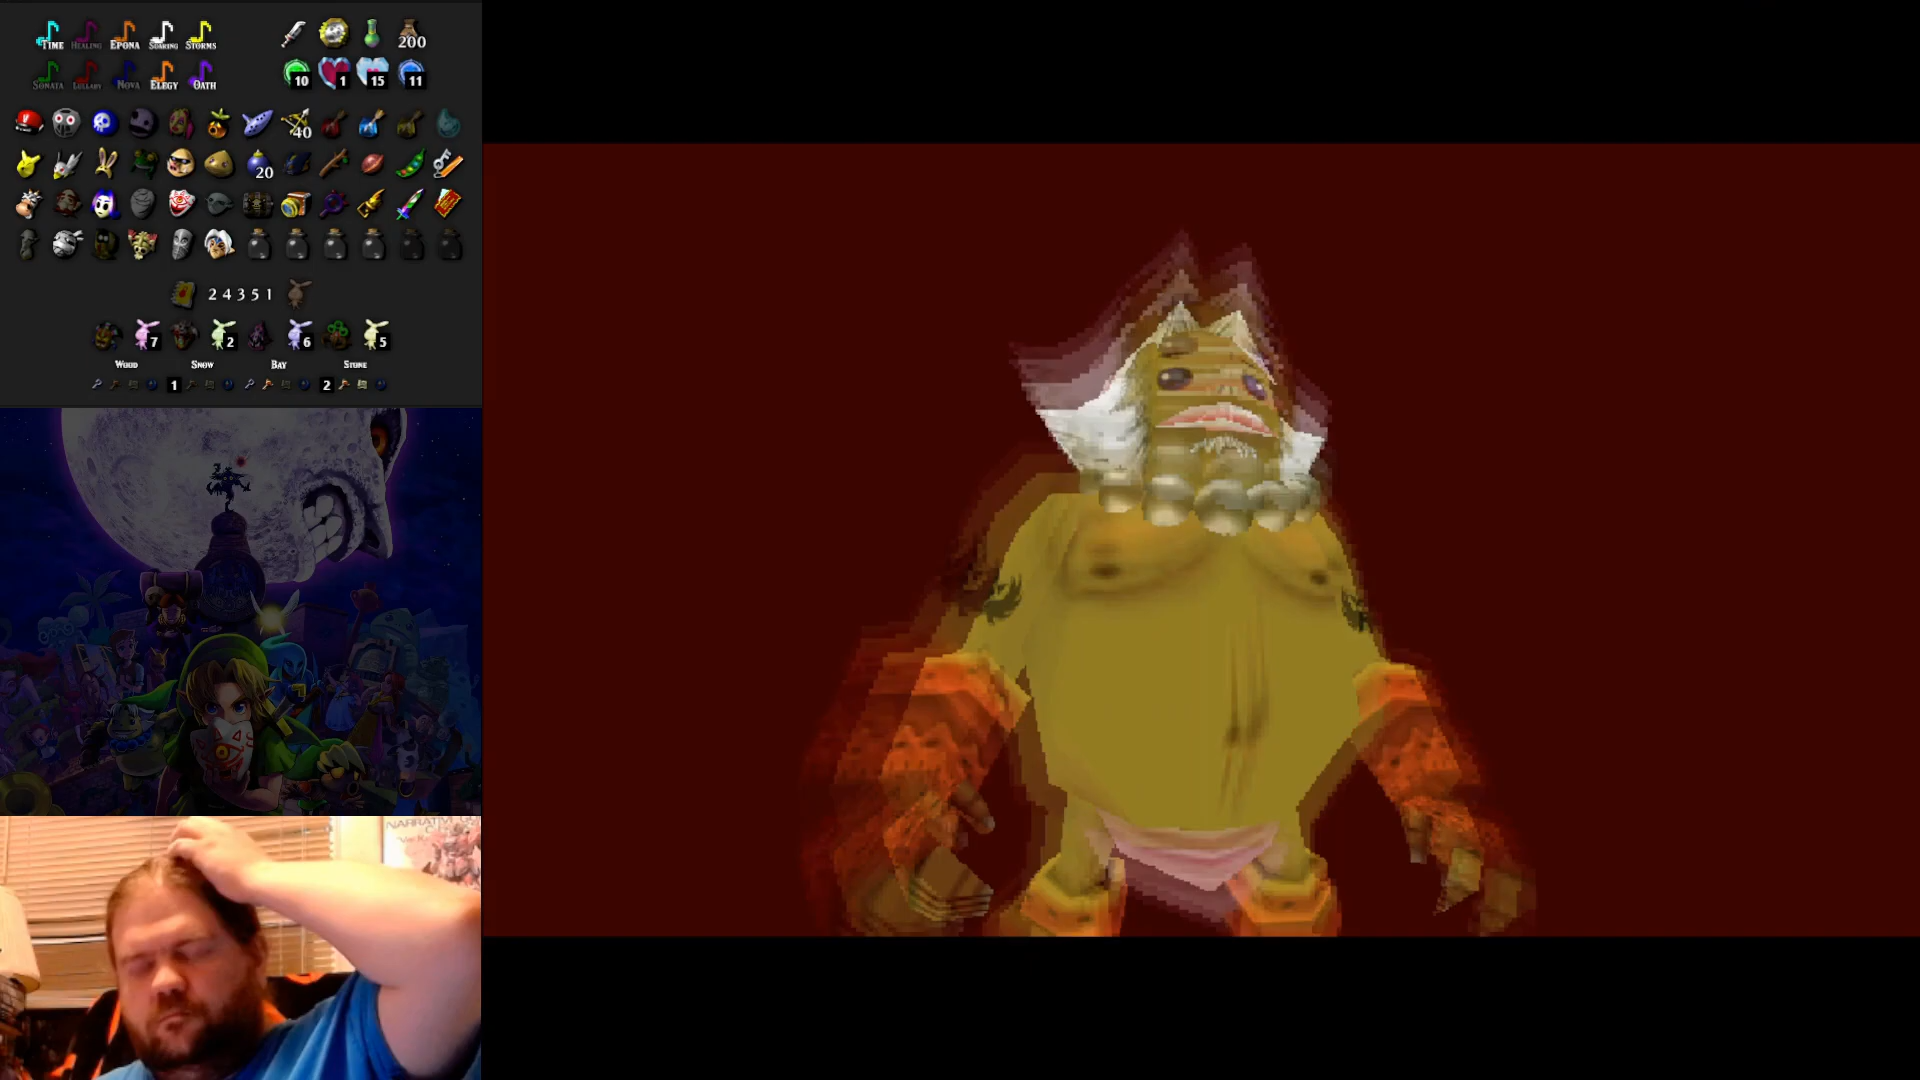 TIME HEALING EPONA SOARING STORMS
200
SONATA LULLABY NOVA ELEGY OATH
10 1 15 11
40
20
2 4 3 5 1
7 2 6 5
WOOD SNOW BAY STONE
1 2
NARRATIVE